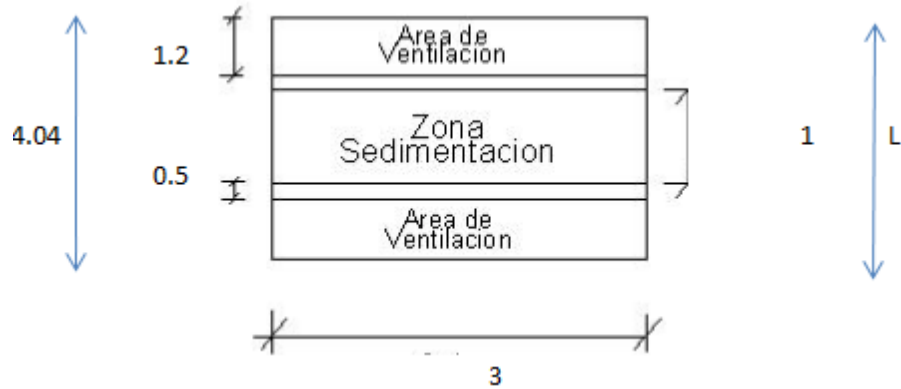 Area de
Ventilacion
1.2
4.04
Zona
Sedimentacion
1
L
0.5
Area de
Ventilacion
3